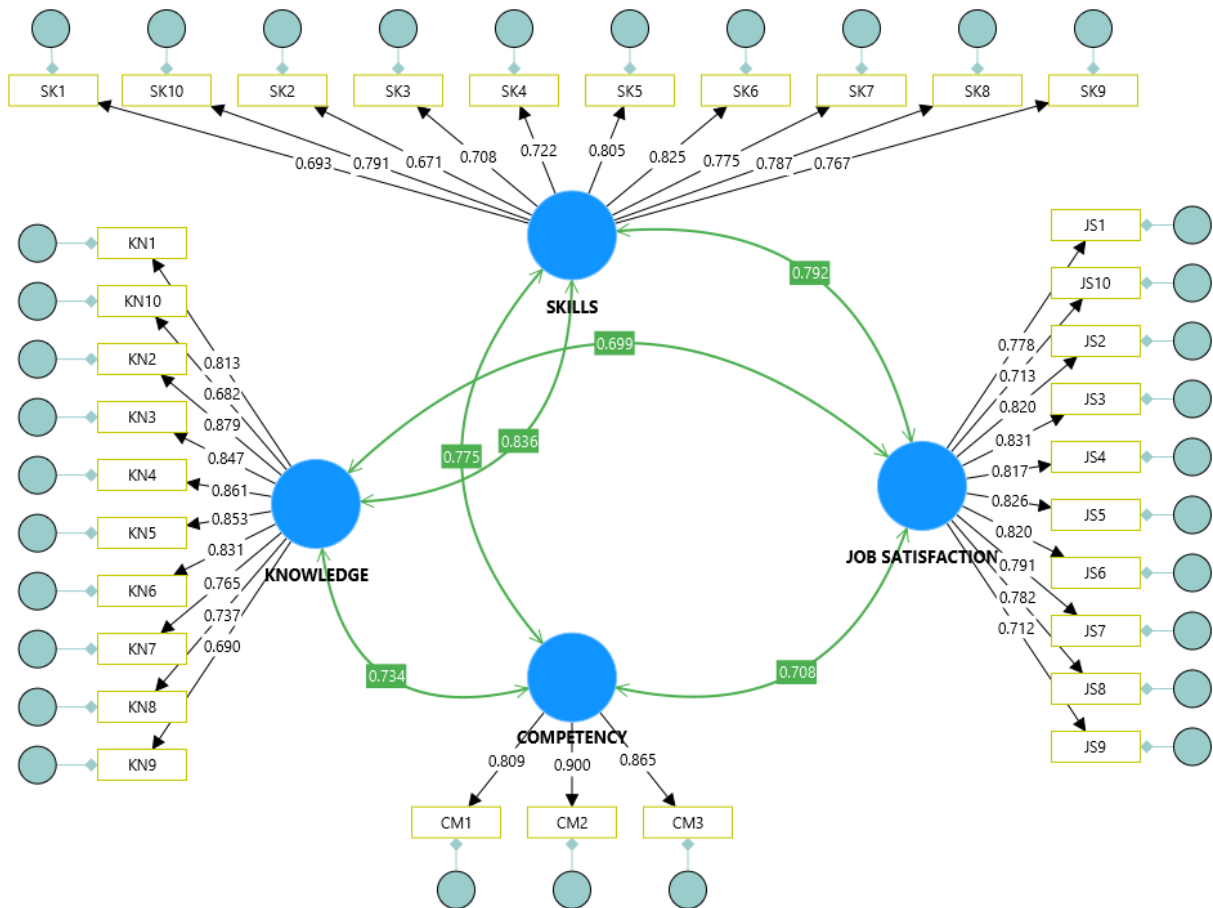 SK1 SK10 SK2 SK3 SK4 SK5 SK6 SK7 SK8 SK9
0.693 0.791 0.671 0.708 0.722 0.805 0.825 0.775 0.787 0.767
SKILLS
KN1
KN10
KN2
KN3
KN4
KN5
KN6
KN7
KN8
KN9
0.813
0.682
0.879
0.847
0.861
0.853
0.831
0.765
0.737
0.690
KNOWLEDGE
0.792
0.699
0.836
0.775
0.734
0.708
JS1
JS10
JS2
JS3
JS4
JS5
JS6
JS7
JS8
JS9
0.778
0.713
0.820
0.831
0.817
0.826
0.820
0.791
0.782
0.712
JOB SATISFACTION
COMPETENCY
0.809 0.900 0.865
CM1 CM2 CM3